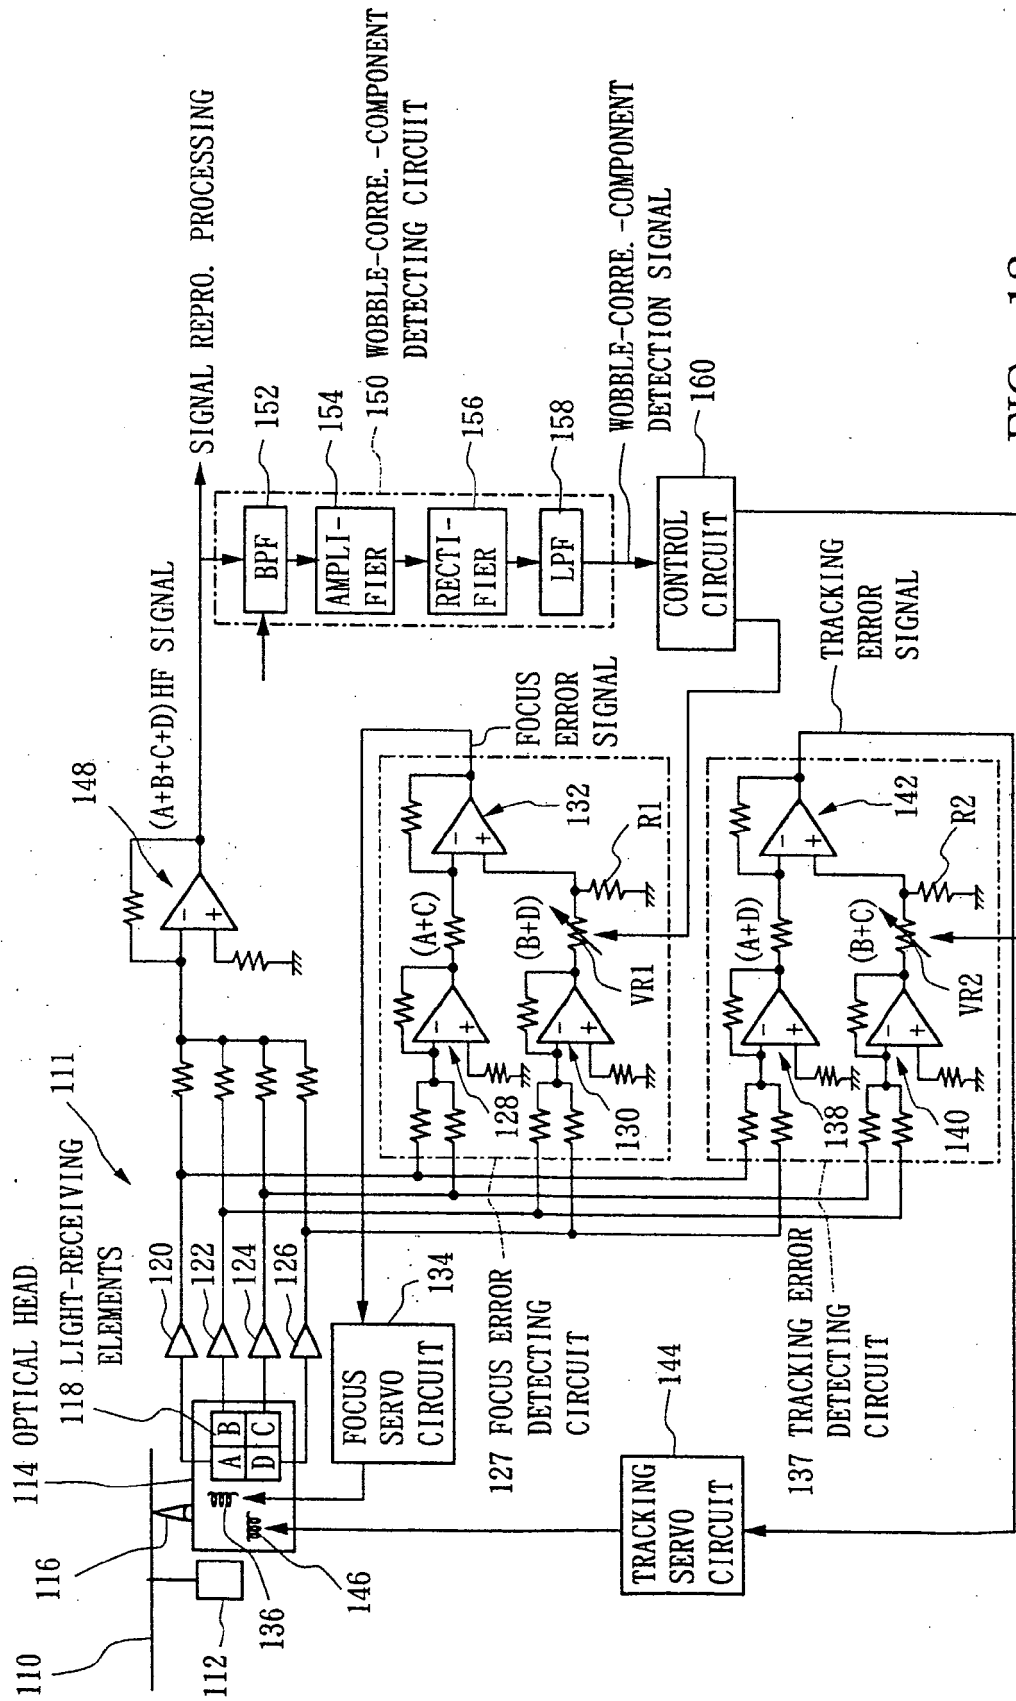 110
116
114 OPTICAL HEAD
118 LIGHT-RECEIVING
ELEMENTS
111
112
136
146
A
B
D
C
120
122
124
126
148
(A+B+C+D)HF SIGNAL
SIGNAL REPRO. PROCESSING
BPF
152
AMPLI-
FIER
154
150 WOBBLE-CORRE.-COMPONENT
DETECTING CIRCUIT
RECTI-
FIER
156
LPF
158
WOBBLE-CORRE.-COMPONENT
DETECTION SIGNAL
CONTROL
CIRCUIT
160
FOCUS
SERVO
CIRCUIT
134
127 FOCUS ERROR
DETECTING
CIRCUIT
128
130
(A+C)
(B+D)
VR1
R1
132
FOCUS
ERROR
SIGNAL
-
+
-
+
-
+
-
+
TRACKING
SERVO
CIRCUIT
144
137 TRACKING ERROR
DETECTING
CIRCUIT
138
140
(A+D)
(B+C)
VR2
R2
142
TRACKING
ERROR
SIGNAL
-
+
-
+
-
+